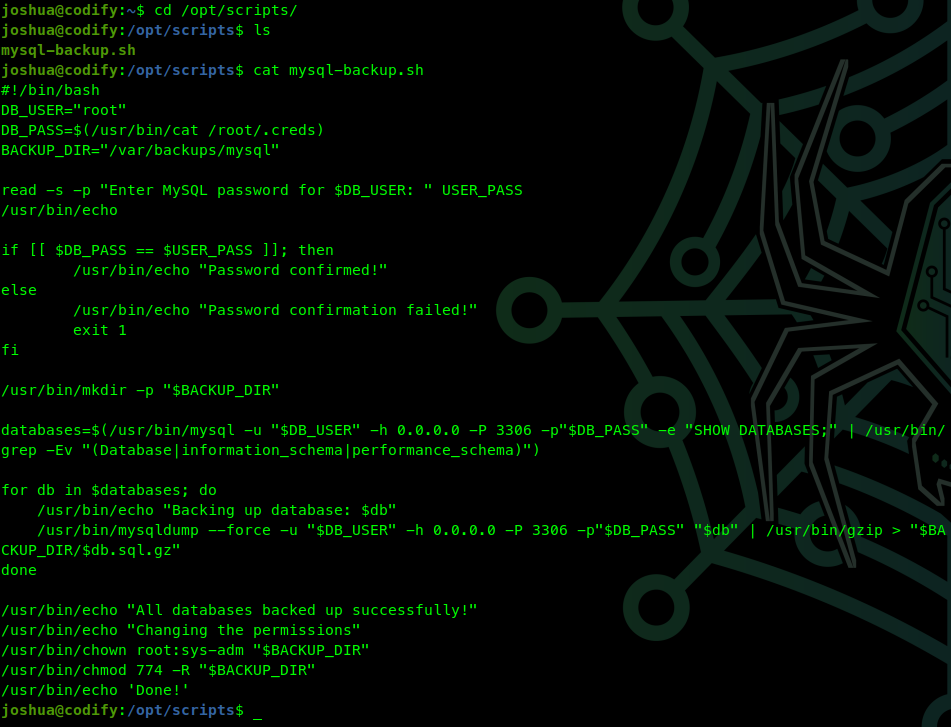 joshua@codify:~$ cd /opt/scripts/
joshua@codify:/opt/scripts$ ls
mysql-backup.sh
joshua@codify:/opt/scripts$ cat mysql-backup.sh
#!/bin/bash
DB_USER="root"
DB_PASS=$(/usr/bin/cat /root/.creds)
BACKUP_DIR="/var/backups/mysql"

read -s -p "Enter MySQL password for $DB_USER: " USER_PASS
/usr/bin/echo

if [[ $DB_PASS == $USER_PASS ]]; then
        /usr/bin/echo "Password confirmed!"
else
        /usr/bin/echo "Password confirmation failed!"
        exit 1
fi

/usr/bin/mkdir -p "$BACKUP_DIR"

databases=$(/usr/bin/mysql -u "$DB_USER" -h 0.0.0.0 -P 3306 -p"$DB_PASS" -e "SHOW DATABASES;" | /usr/bin/
grep -Ev "(Database|information_schema|performance_schema)")

for db in $databases; do
    /usr/bin/echo "Backing up database: $db"
    /usr/bin/mysqldump --force -u "$DB_USER" -h 0.0.0.0 -P 3306 -p"$DB_PASS" "$db" | /usr/bin/gzip > "$BA
CKUP_DIR/$db.sql.gz"
done

/usr/bin/echo "All databases backed up successfully!"
/usr/bin/echo "Changing the permissions"
/usr/bin/chown root:sys-adm "$BACKUP_DIR"
/usr/bin/chmod 774 -R "$BACKUP_DIR"
/usr/bin/echo 'Done!'
joshua@codify:/opt/scripts$ _